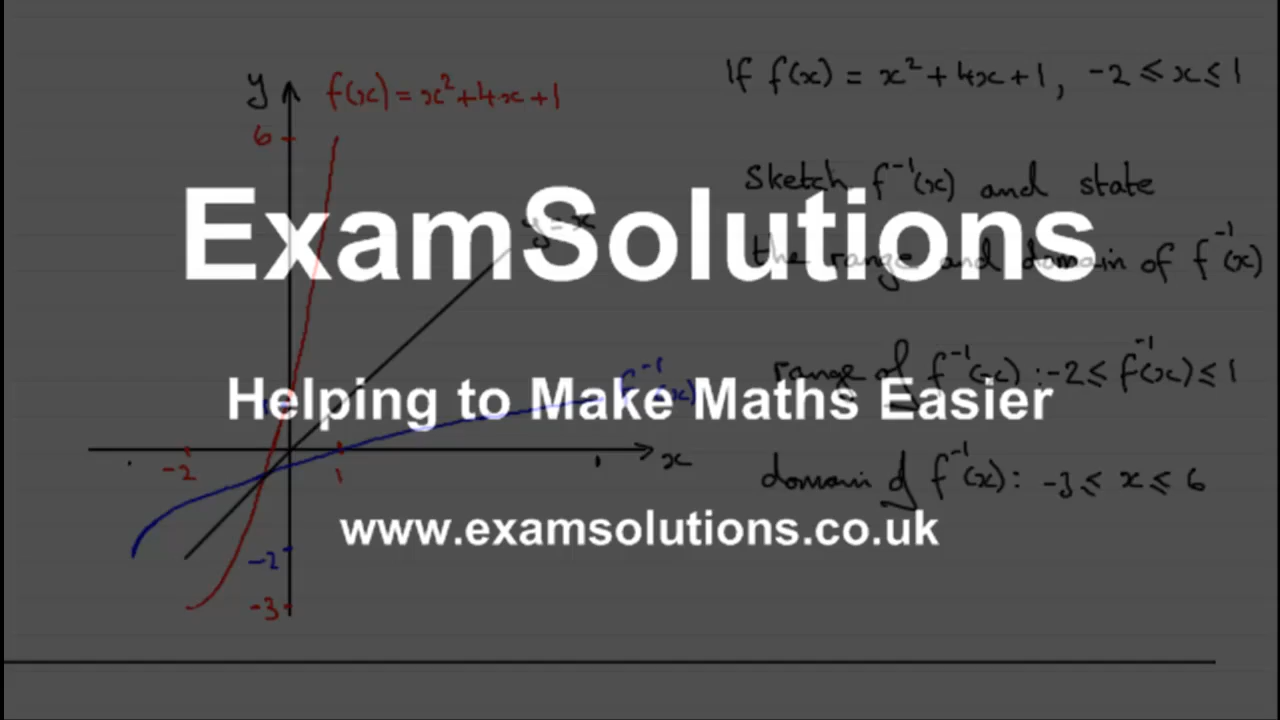 y
f(x) = x² + 4x + 1
If f(x) = x² + 4x + 1, -2 ≤ x ≤ 1
6
Sketch f⁻¹(x) and state
ExamSolutions
y = x
the range and domain of f⁻¹(x)
range of f⁻¹(x) : -2 ≤ f⁻¹(x) ≤ 1
f⁻¹(x)
Helping to Make Maths Easier
-2
1
x
domain of f⁻¹(x) : -3 ≤ x ≤ 6
www.examsolutions.co.uk
-2
-3